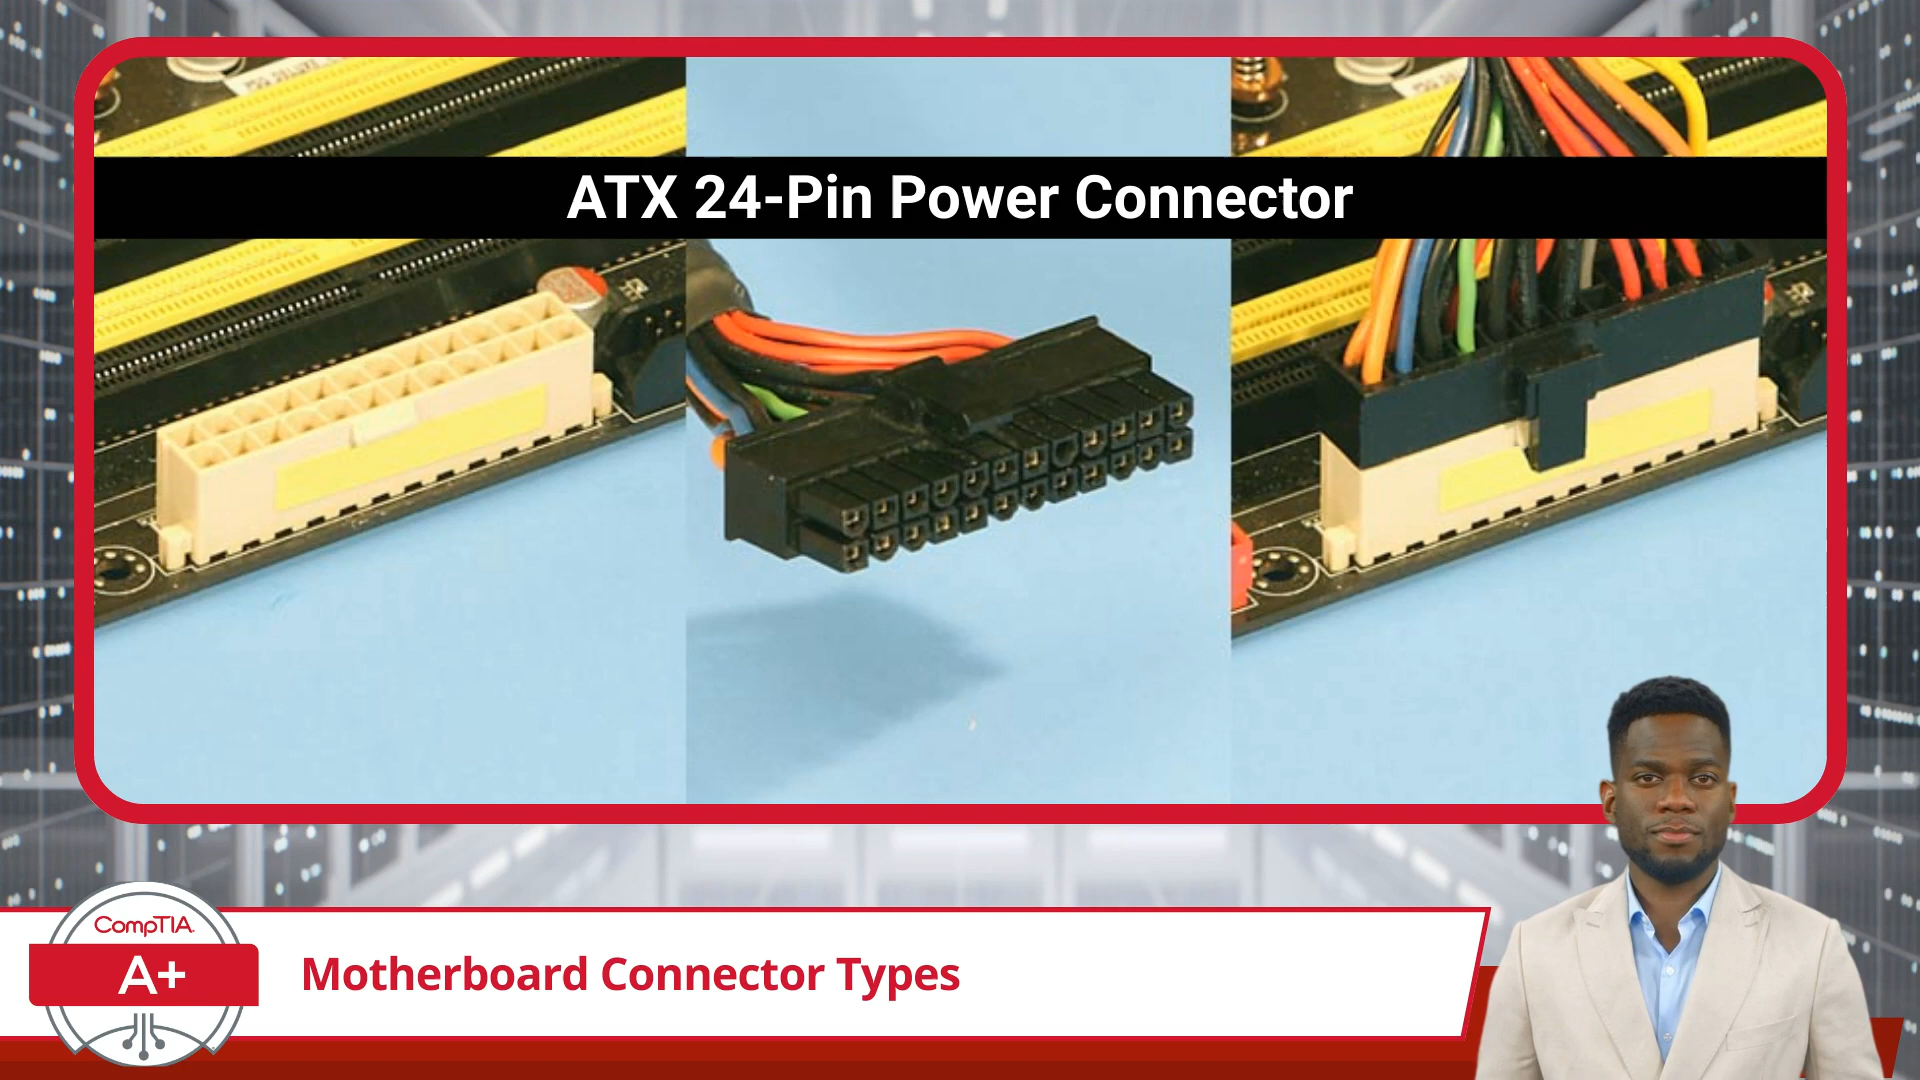 ATX 24-Pin Power Connector
CompTIA.
A+
Motherboard Connector Types